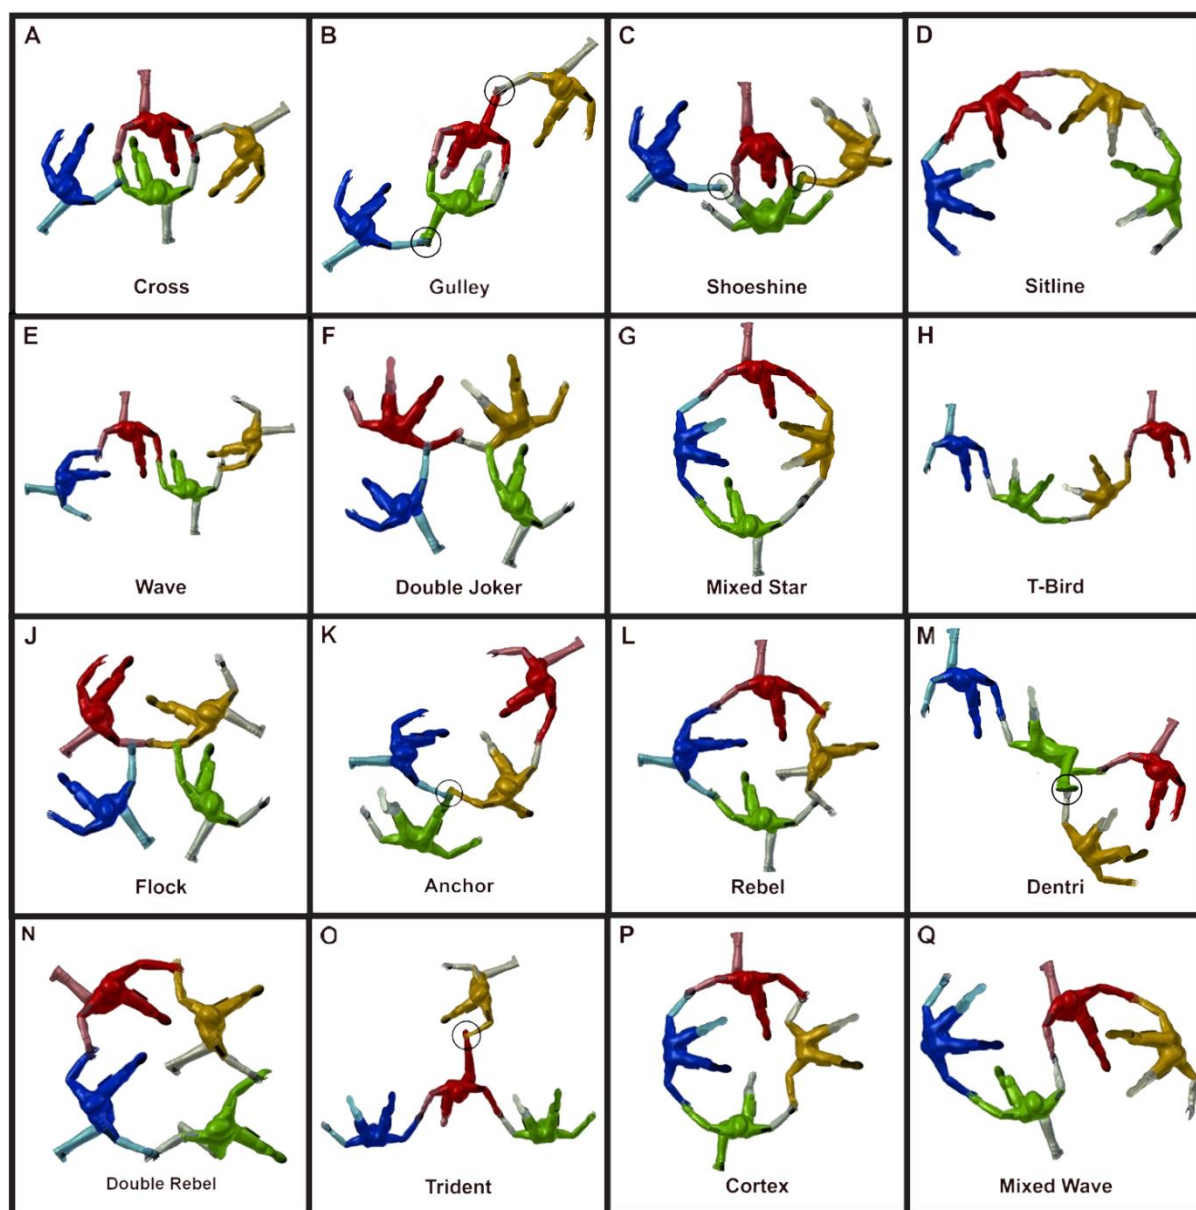 A
Cross
B
Gulley
C
Shoeshine
D
Sitline
E
Wave
F
Double Joker
G
Mixed Star
H
T-Bird
J
Flock
K
Anchor
L
Rebel
M
Dentri
N
Double Rebel
O
Trident
P
Cortex
Q
Mixed Wave